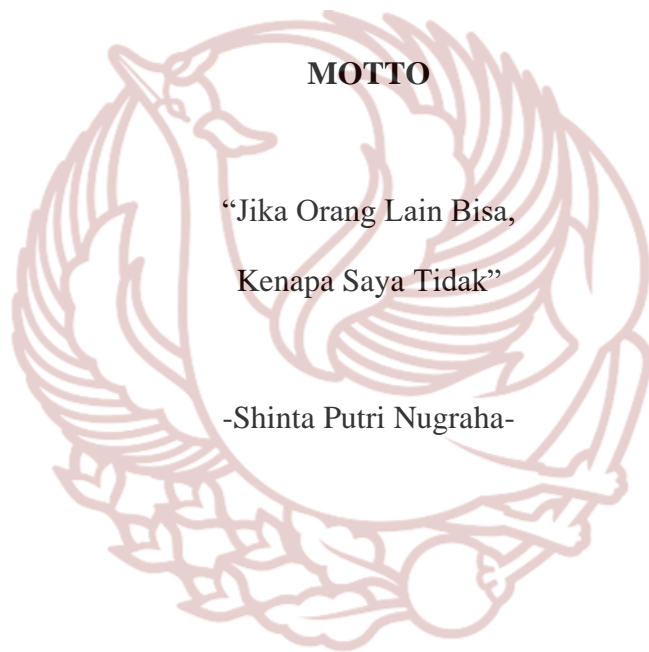 MOTTO
“Jika Orang Lain Bisa,
Kenapa Saya Tidak”
-Shinta Putri Nugraha-